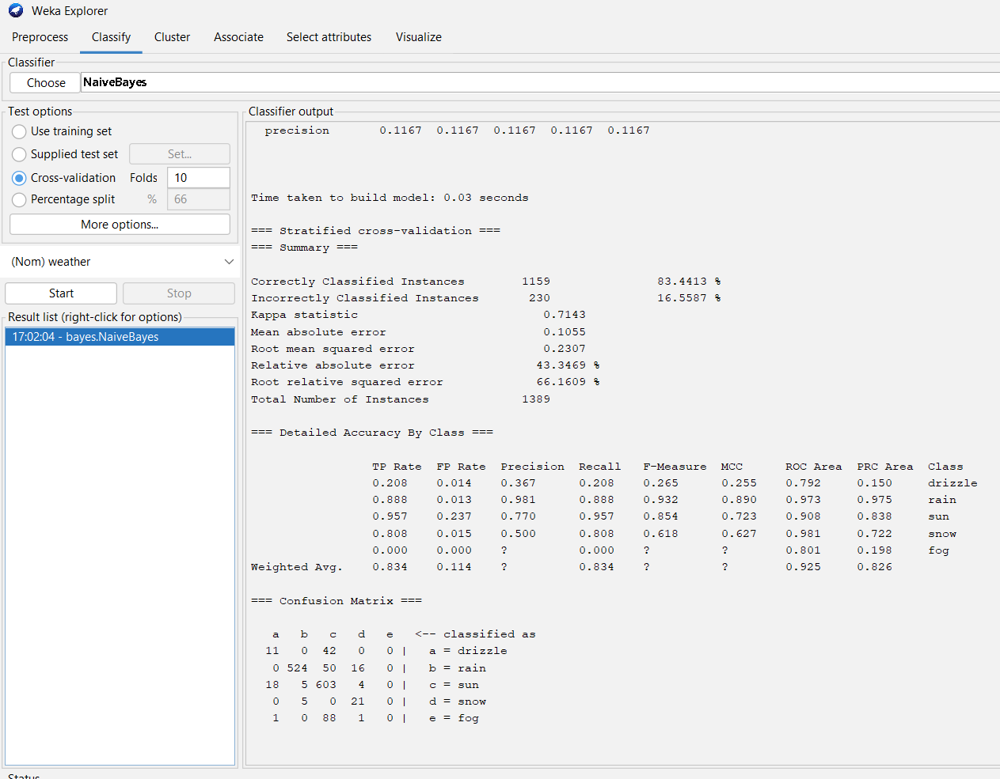 Weka Explorer
Preprocess Classify Cluster Associate Select attributes Visualize
Classifier
Choose NaiveBayes
Test options
Use training set
Supplied test set Set...
Cross-validation Folds 10
Percentage split % 66
More options...
(Nom) weather
Start Stop
Result list (right-click for options)
17:02:04 - bayes.NaiveBayes
Classifier output
precision 0.1167 0.1167 0.1167 0.1167 0.1167
Time taken to build model: 0.03 seconds
=== Stratified cross-validation ===
=== Summary ===
Correctly Classified Instances 1159 83.4413 %
Incorrectly Classified Instances 230 16.5587 %
Kappa statistic 0.7143
Mean absolute error 0.1055
Root mean squared error 0.2307
Relative absolute error 43.3469 %
Root relative squared error 66.1609 %
Total Number of Instances 1389
=== Detailed Accuracy By Class ===
TP Rate FP Rate Precision Recall F-Measure MCC ROC Area PRC Area Class
0.208 0.014 0.367 0.208 0.265 0.255 0.792 0.150 drizzle
0.888 0.013 0.981 0.888 0.932 0.890 0.973 0.975 rain
0.957 0.237 0.770 0.957 0.854 0.723 0.908 0.838 sun
0.808 0.015 0.500 0.808 0.618 0.627 0.981 0.722 snow
0.000 0.000 ? 0.000 ? ? 0.801 0.198 fog
Weighted Avg. 0.834 0.114 ? 0.834 ? ? 0.925 0.826
=== Confusion Matrix ===
a b c d e <-- classified as
11 0 42 0 0 | a = drizzle
0 524 50 16 0 | b = rain
18 5 603 4 0 | c = sun
0 5 0 21 0 | d = snow
1 0 88 1 0 | e = fog
Status